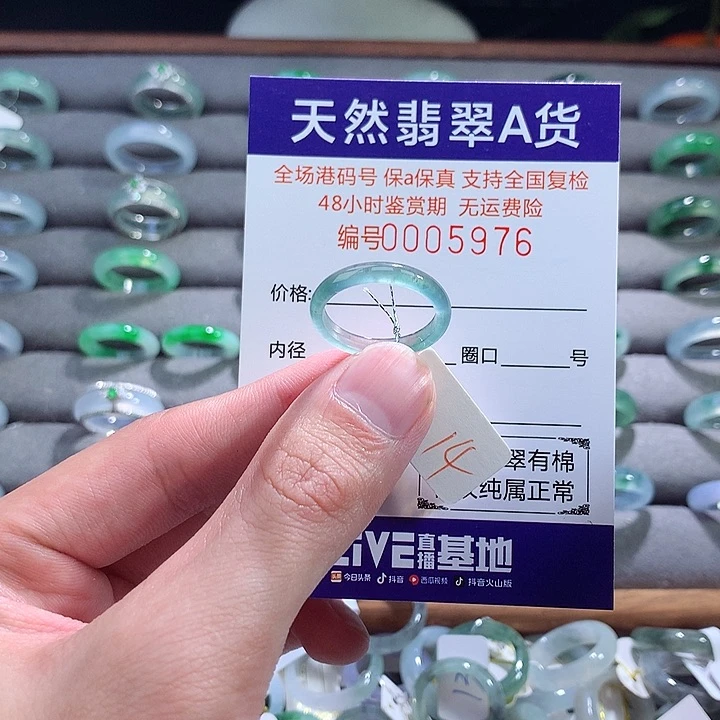 天然翡翠A货
全场港码号 保a保真 支持全国复检
48小时鉴赏期 无运费险
编号0005976
价格:
内径 圈口 号
14
翠有棉
纯属正常
LiVE直播基地
今日头条 抖音 西瓜视频 抖音火山版